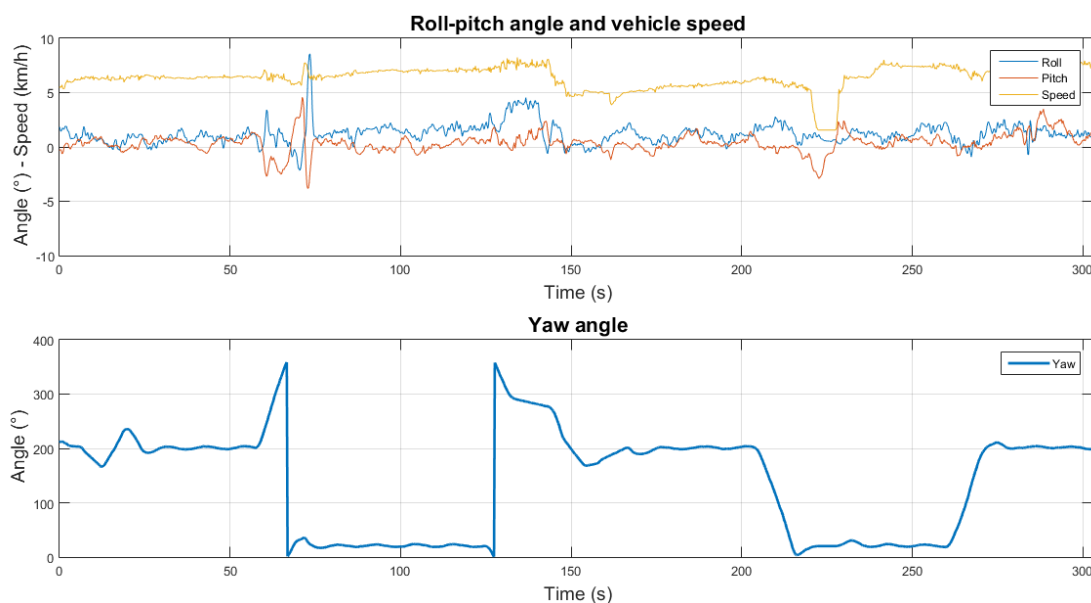 Roll-pitch angle and vehicle speed
Angle (°) - Speed (km/h)
10
5
0
-5
-10
Roll
Pitch
Speed
0 50 100 150 200 250 300
Time (s)
Yaw angle
Angle (°)
400
300
200
100
0
Yaw
0 50 100 150 200 250 300
Time (s)